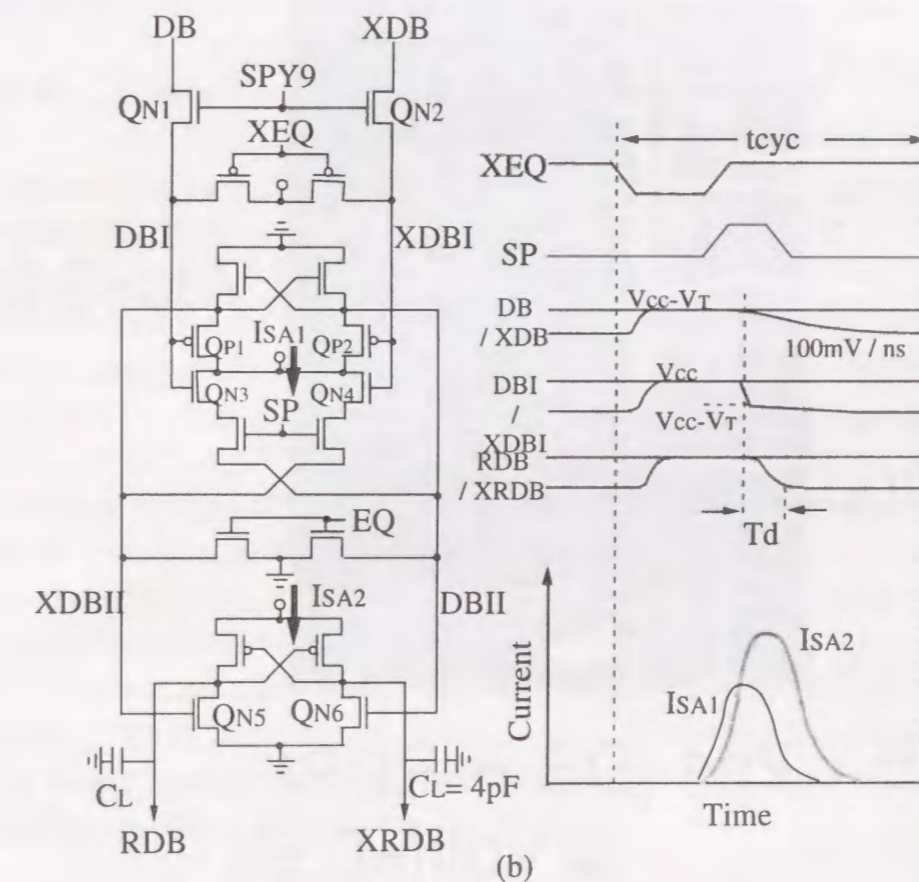 DB XDB
SPY9
QN1 QN2
XEQ
DBI XDBI
ISA1
QP1 QP2
QN3 QN4
SP
EQ
XDBII ISA2 DBII
QN5 QN6
CL CL= 4pF
RDB XRDB
tcyc
XEQ
SP
DB VCC-VT
/ XDB
100mV / ns
DBI VCC
/
VCC-VT
XDBI
RDB
/ XRDB
Td
ISA2
ISA1
Current
Time
(b)